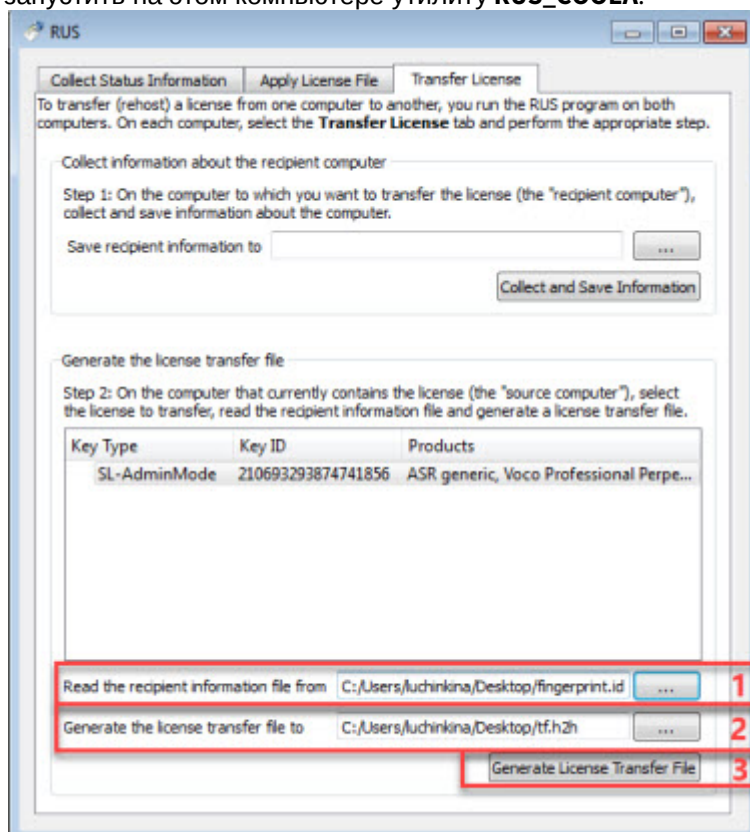 запустить на этом компьютере утилиту RUS_COGEA.
RUS
Collect Status Information Apply License File Transfer License
To transfer (rehost) a license from one computer to another, you run the RUS program on both
computers. On each computer, select the Transfer License tab and perform the appropriate step.
Collect information about the recipient computer
Step 1: On the computer to which you want to transfer the license (the "recipient computer"),
collect and save information about the computer.
Save recipient information to ...
Collect and Save Information
Generate the license transfer file
Step 2: On the computer that currently contains the license (the "source computer"), select
the license to transfer, read the recipient information file and generate a license transfer file.
Key Type Key ID Products
SL-AdminMode 210693293874741856 ASR generic, Voco Professional Perpe...
Read the recipient information file from C:/Users/luchinkina/Desktop/fingerprint.id ... 1
Generate the license transfer file to C:/Users/luchinkina/Desktop/tf.h2h ... 2
Generate License Transfer File 3